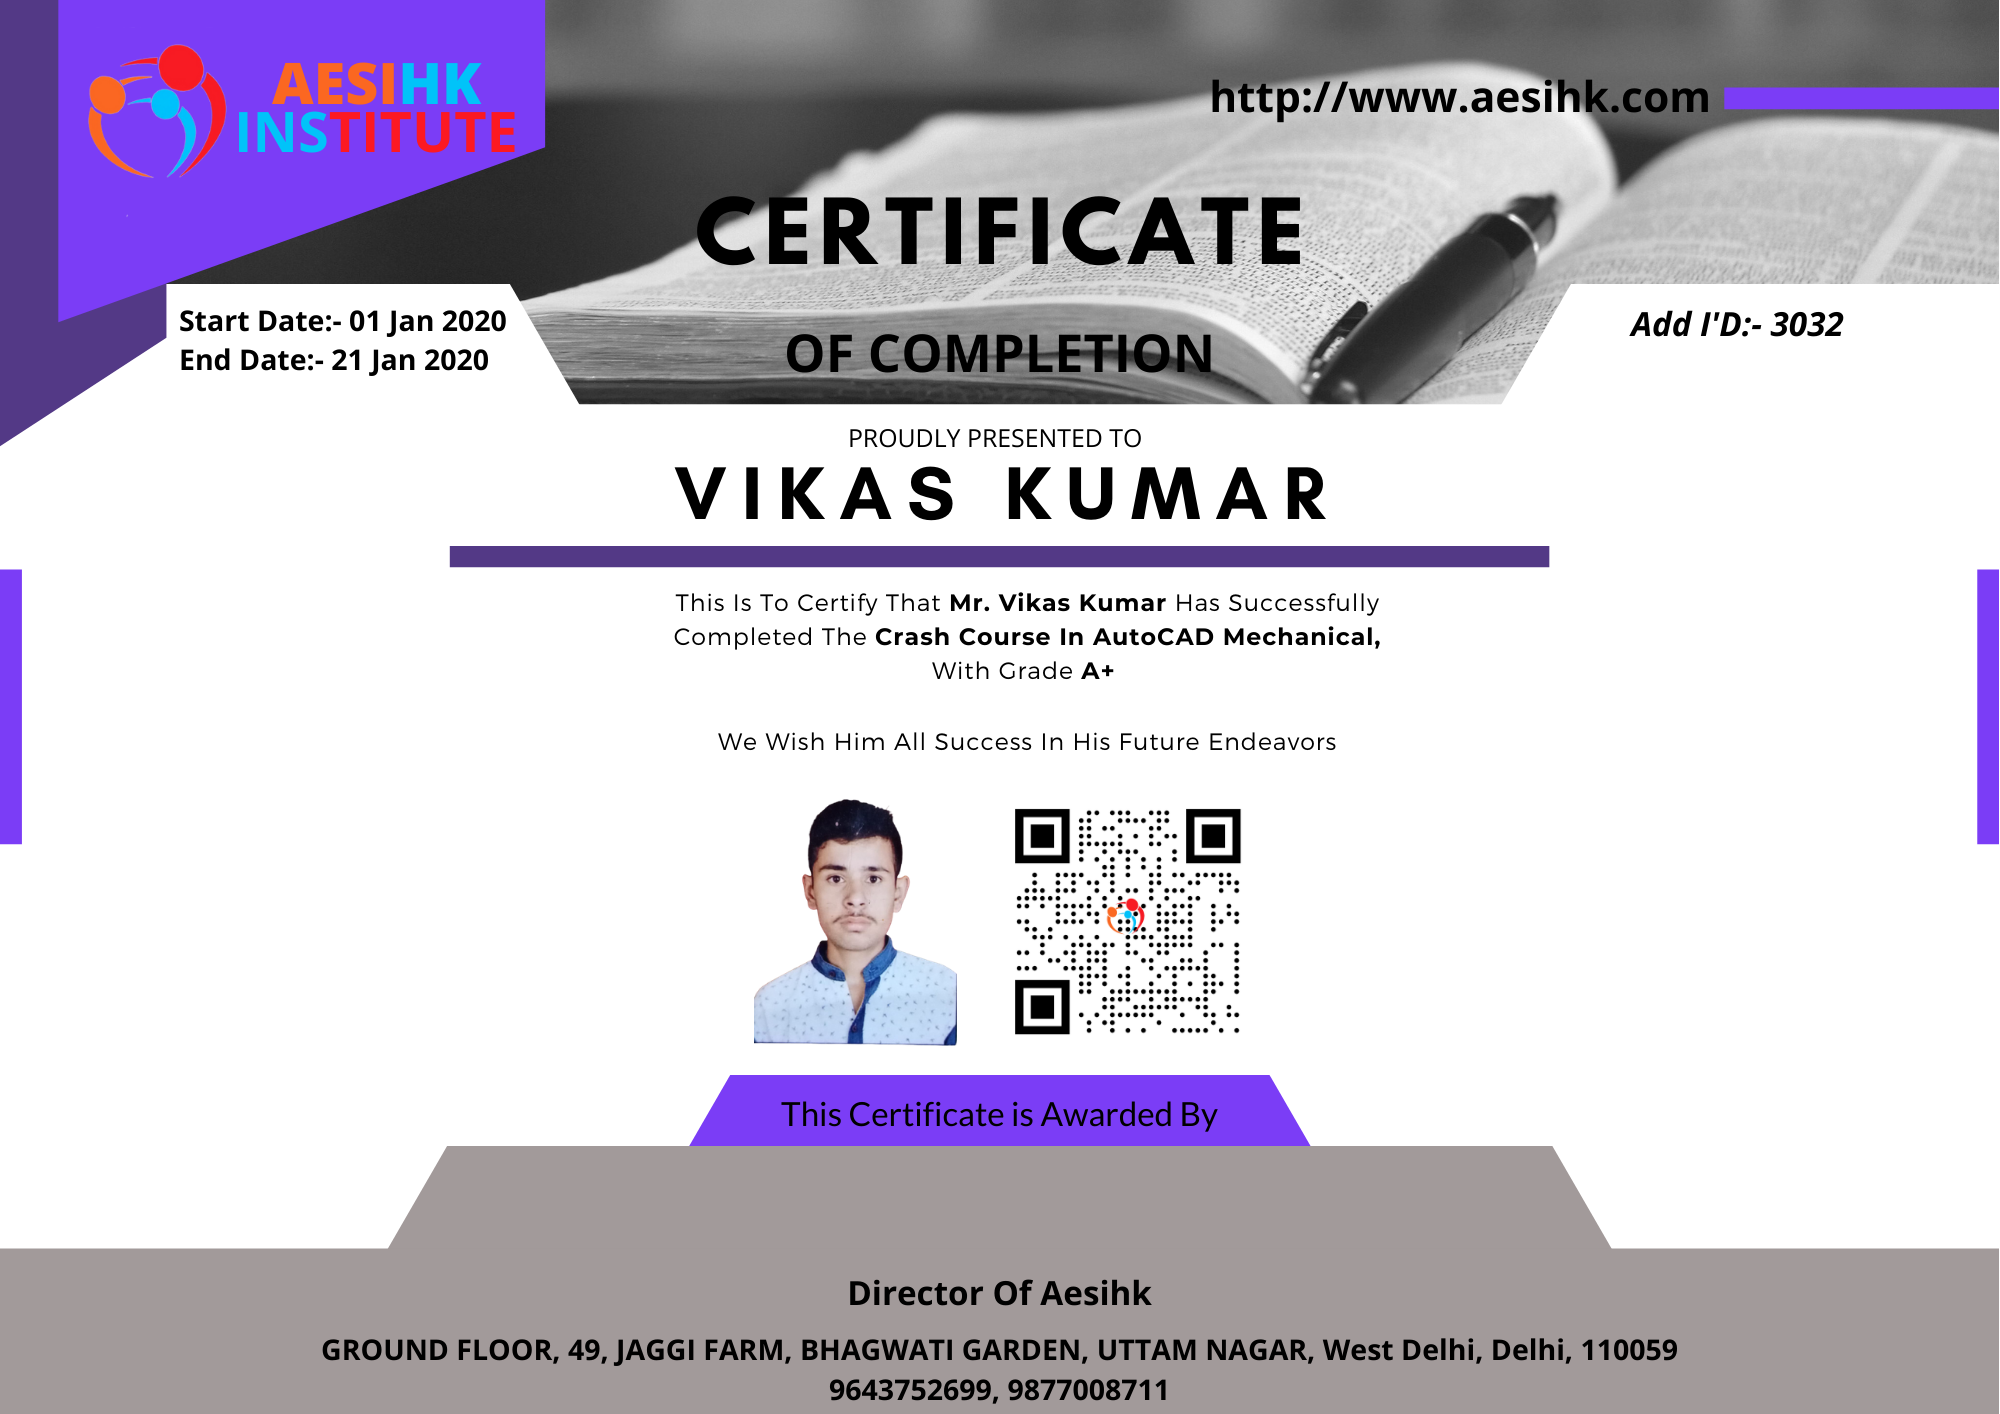 AESIHK
INSTITUTE
http://www.aesihk.com
CERTIFICATE
OF COMPLETION
Start Date:- 01 Jan 2020
End Date:- 21 Jan 2020
Add I'D:- 3032
PROUDLY PRESENTED TO
VIKAS KUMAR
This Is To Certify That Mr. Vikas Kumar Has Successfully
Completed The Crash Course In AutoCAD Mechanical,
With Grade A+
We Wish Him All Success In His Future Endeavors
This Certificate is Awarded By
Director Of Aesihk
GROUND FLOOR, 49, JAGGI FARM, BHAGWATI GARDEN, UTTAM NAGAR, West Delhi, Delhi, 110059
9643752699, 9877008711